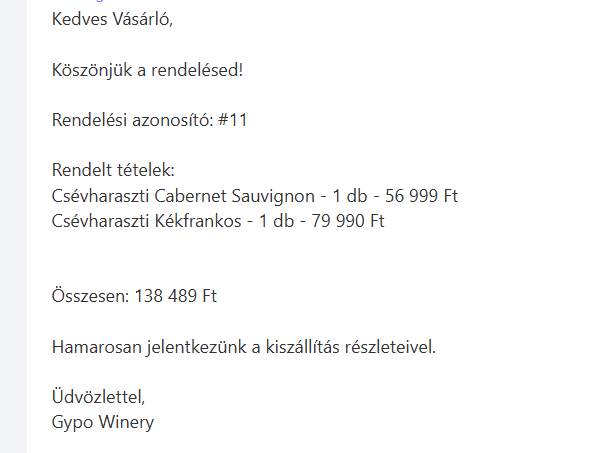 Kedves Vásárló,
Köszönjük a rendelésed!
Rendelési azonosító: #11
Rendelt tételek:
Csévharaszti Cabernet Sauvignon - 1 db - 56 999 Ft
Csévharaszti Kékfrankos - 1 db - 79 990 Ft
Összesen: 138 489 Ft
Hamarosan jelentkezünk a kiszállítás részleteivel.
Üdvözlettel,
Gypo Winery